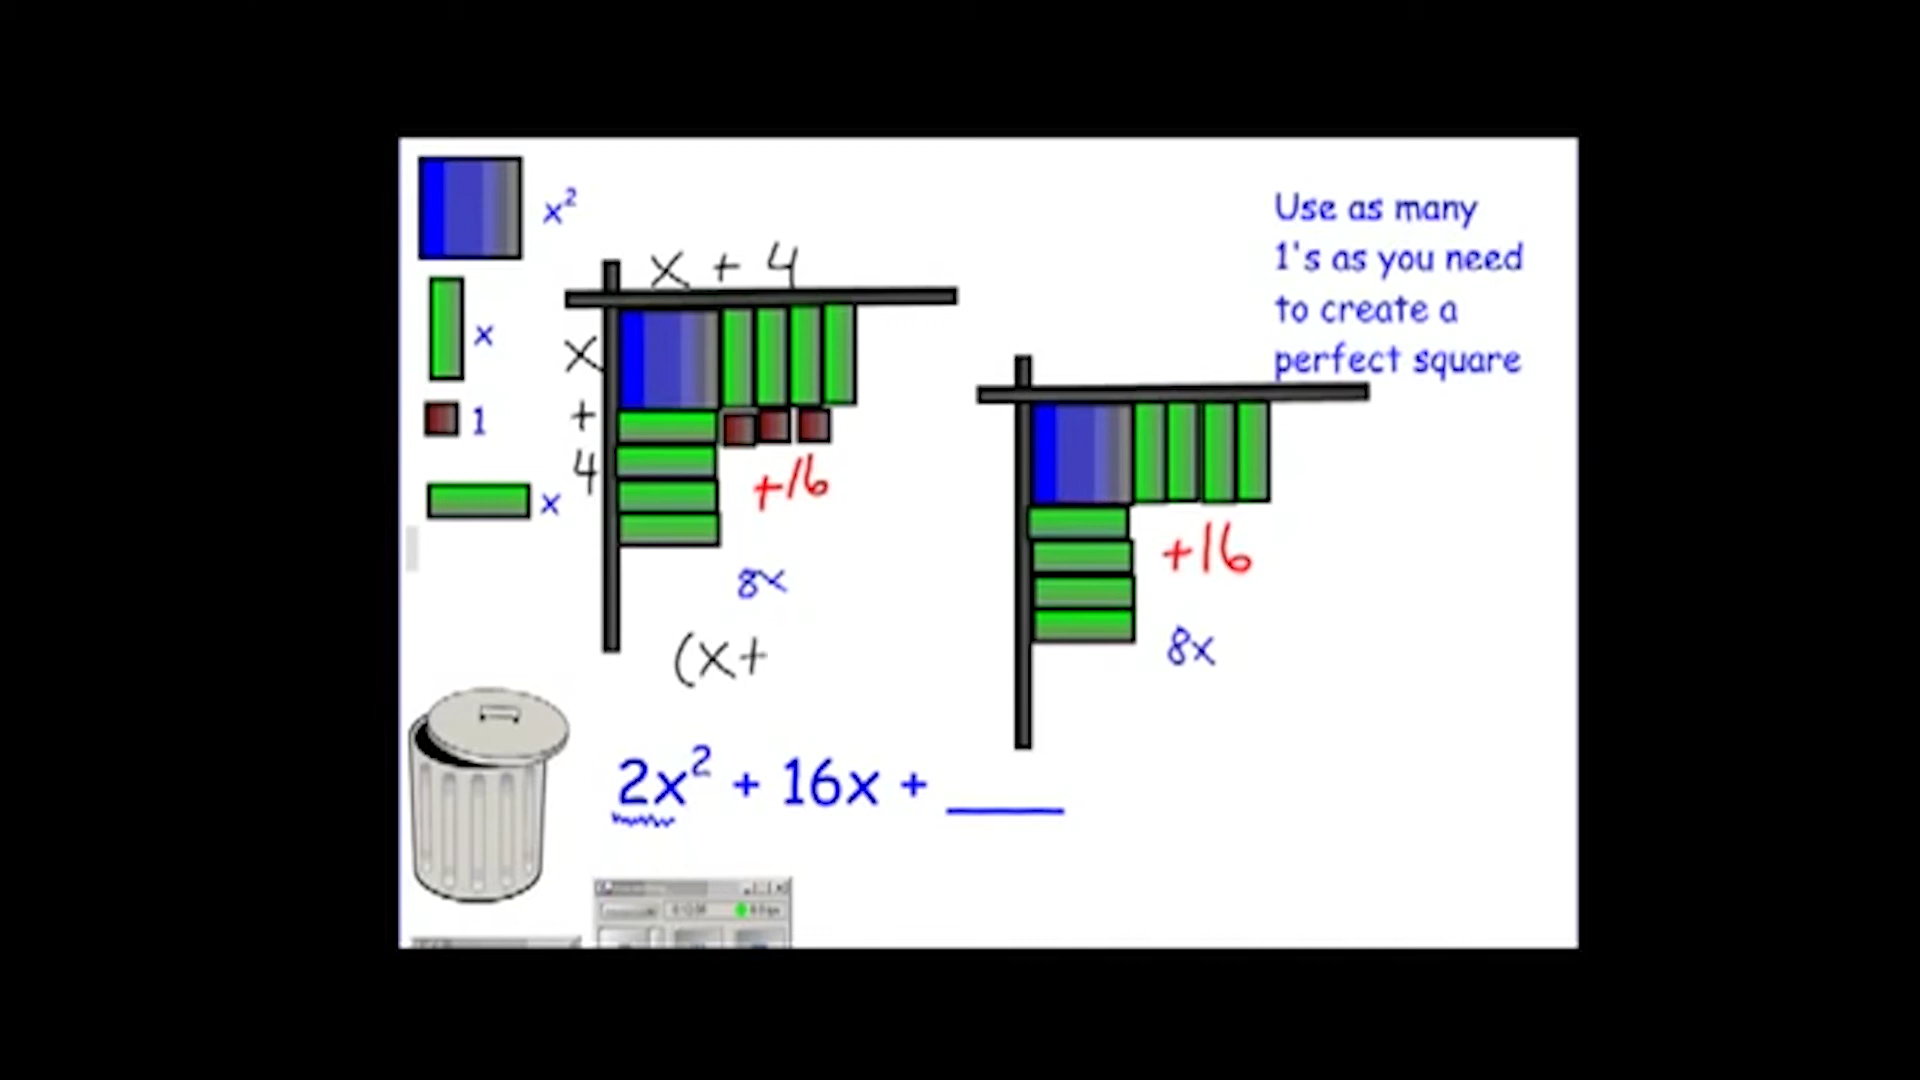 x²
x
1
x
x + 4
x
+
4
+16
8x
(x+
Use as many
1's as you need
to create a
perfect square
+16
8x
2x² + 16x + ____